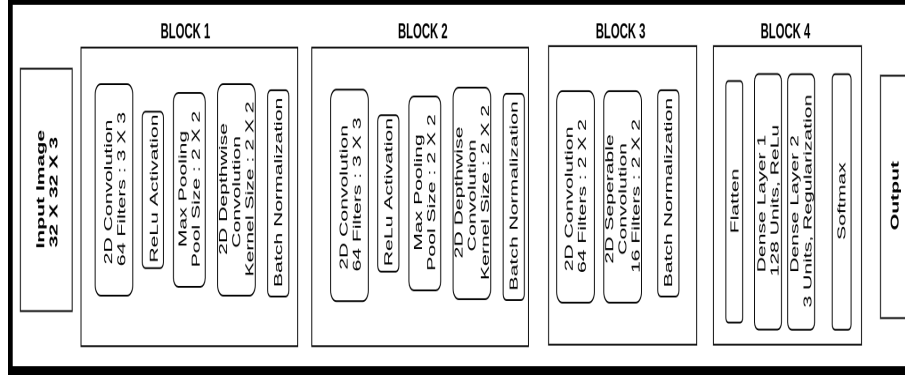 BLOCK 1
BLOCK 2
BLOCK 3
BLOCK 4
Input Image
32 X 32 X 3
2D Convolution
64 Filters : 3 X 3
ReLu Activation
Max Pooling
Pool Size : 2 X 2
2D Depthwise
Convolution
Kernel Size : 2 X 2
Batch Normalization
2D Convolution
64 Filters : 3 X 3
ReLu Activation
Max Pooling
Pool Size : 2 X 2
2D Depthwise
Convolution
Kernel Size : 2 X 2
Batch Normalization
2D Convolution
64 Filters : 2 X 2
2D Seperable
Convolution
16 Filters : 2 X 2
Batch Normalization
Flatten
Dense Layer 1
128 Units, ReLu
Dense Layer 2
3 Units, Regularization
Softmax
Output